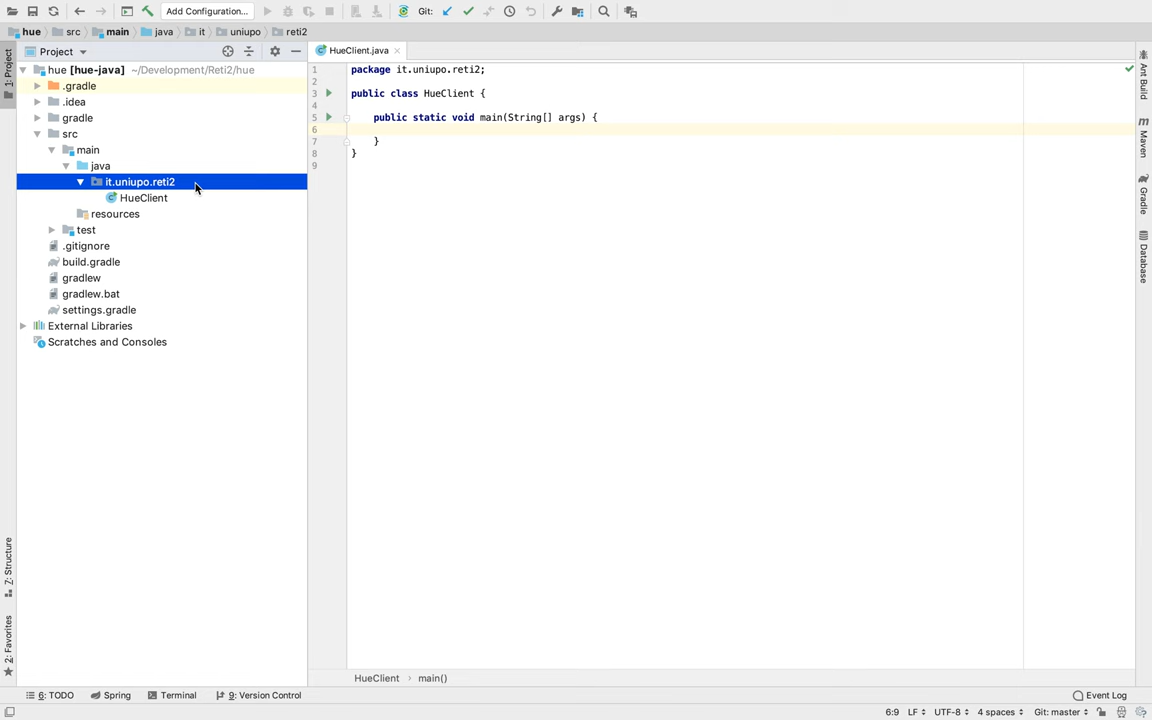 Add Configuration...
Git:
hue
src
main
java
it
uniupo
reti2
Project
HueClient.java
1: Project
hue [hue-java] ~/Development/Reti2/hue
.gradle
.idea
gradle
src
main
java
it.uniupo.reti2
HueClient
resources
test
.gitignore
build.gradle
gradlew
gradlew.bat
settings.gradle
External Libraries
Scratches and Consoles
1 package it.uniupo.reti2;
2
3 public class HueClient {
4
5 public static void main(String[] args) {
6
7 }
8 }
9
Ant Build
m Maven
Gradle
Database
7: Structure
2: Favorites
HueClient
main()
6: TODO
Spring
Terminal
9: Version Control
Event Log
6:9
LF
UTF-8
4 spaces
Git: master